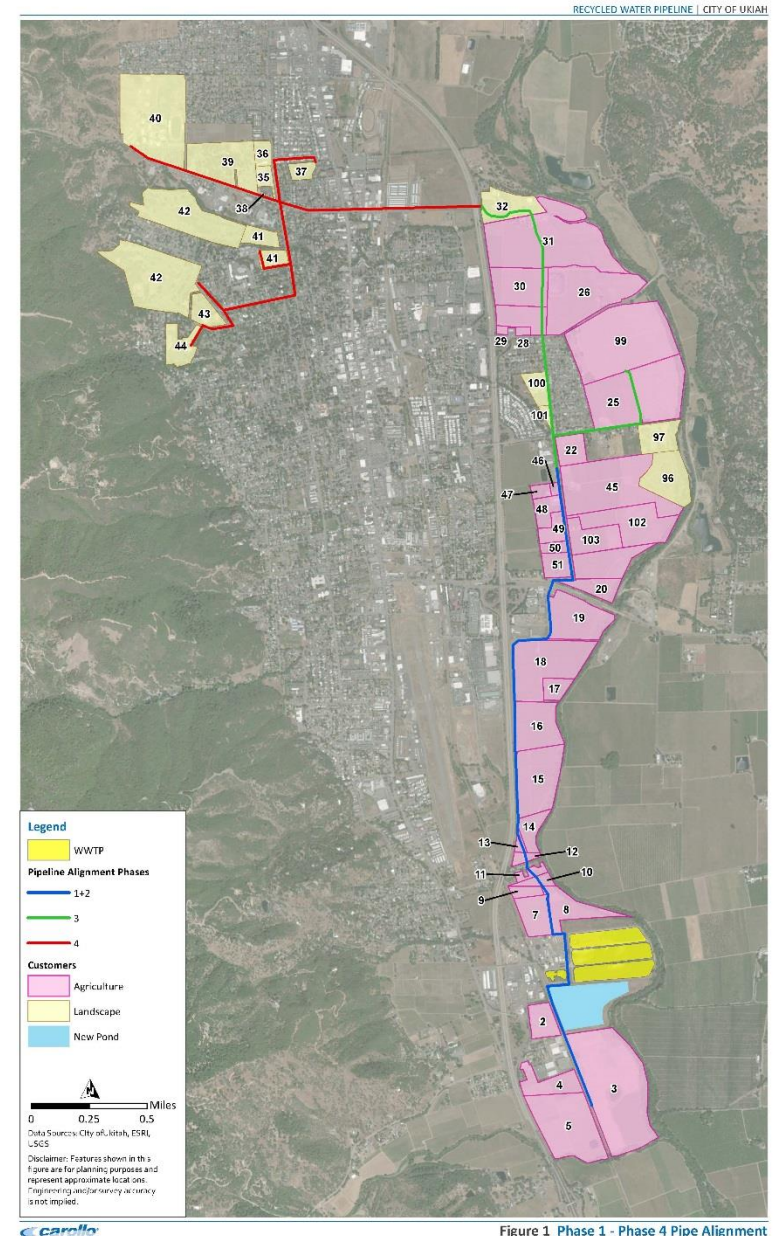 RECYCLED WATER PIPELINE | CITY OF UKIAH
40
36
39
35
37
38
42
32
41
31
41
42
30
26
43
29
28
99
44
100
25
101
97
22
46
96
45
47
48
102
49
103
50
51
20
19
18
17
16
15
14
13
12
11
10
9
8
7
2
3
4
5
Legend
WWTP
Pipeline Alignment Phases
1+2
3
4
Customers
Agriculture
Landscape
New Pond
N
Miles
0 0.25 0.5
Data Sources: City of Ukiah, ESRI,
USGS
Disclaimer: Features shown in this
figure are for planning purposes and
represent approximate locations.
Engineering and/or survey accuracy
is not implied.
carollo
Figure 1 Phase 1 - Phase 4 Pipe Alignment